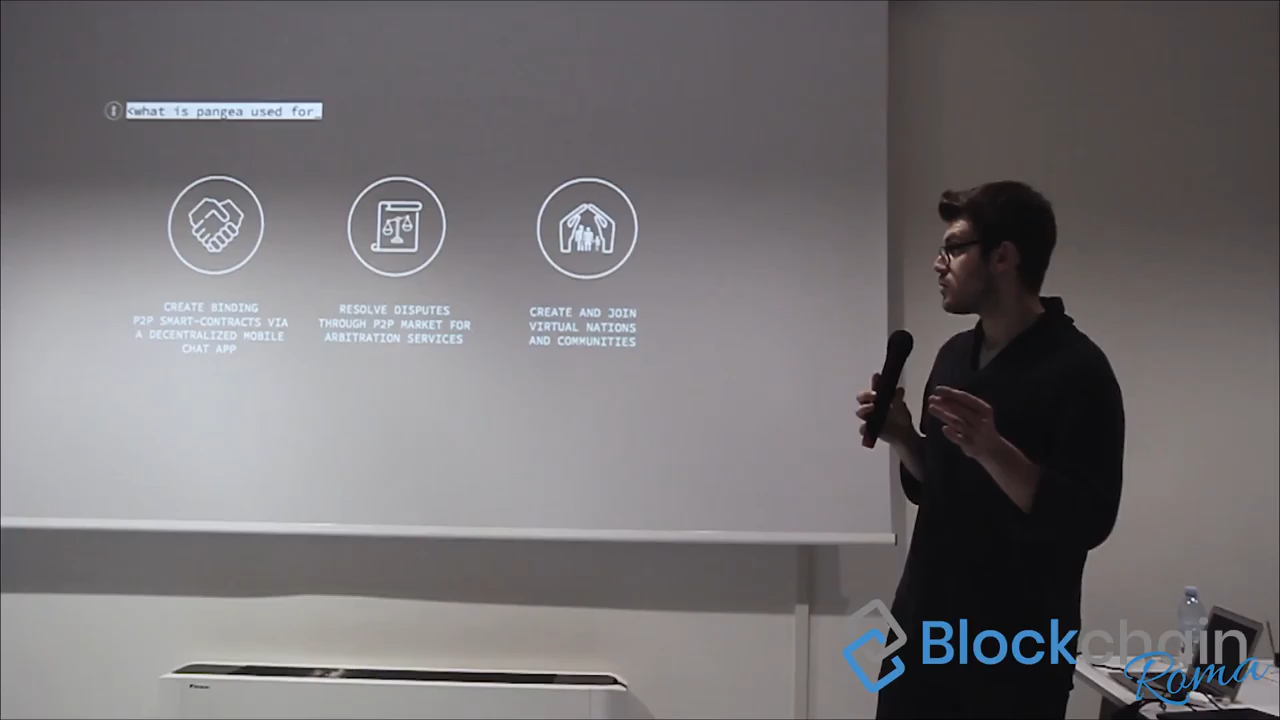 <what is pangea used for_
CREATE BINDING
P2P SMART-CONTRACTS VIA
A DECENTRALIZED MOBILE
CHAT APP
RESOLVE DISPUTES
THROUGH P2P MARKET FOR
ARBITRATION SERVICES
CREATE AND JOIN
VIRTUAL NATIONS
AND COMMUNITIES
Blockchain
Roma